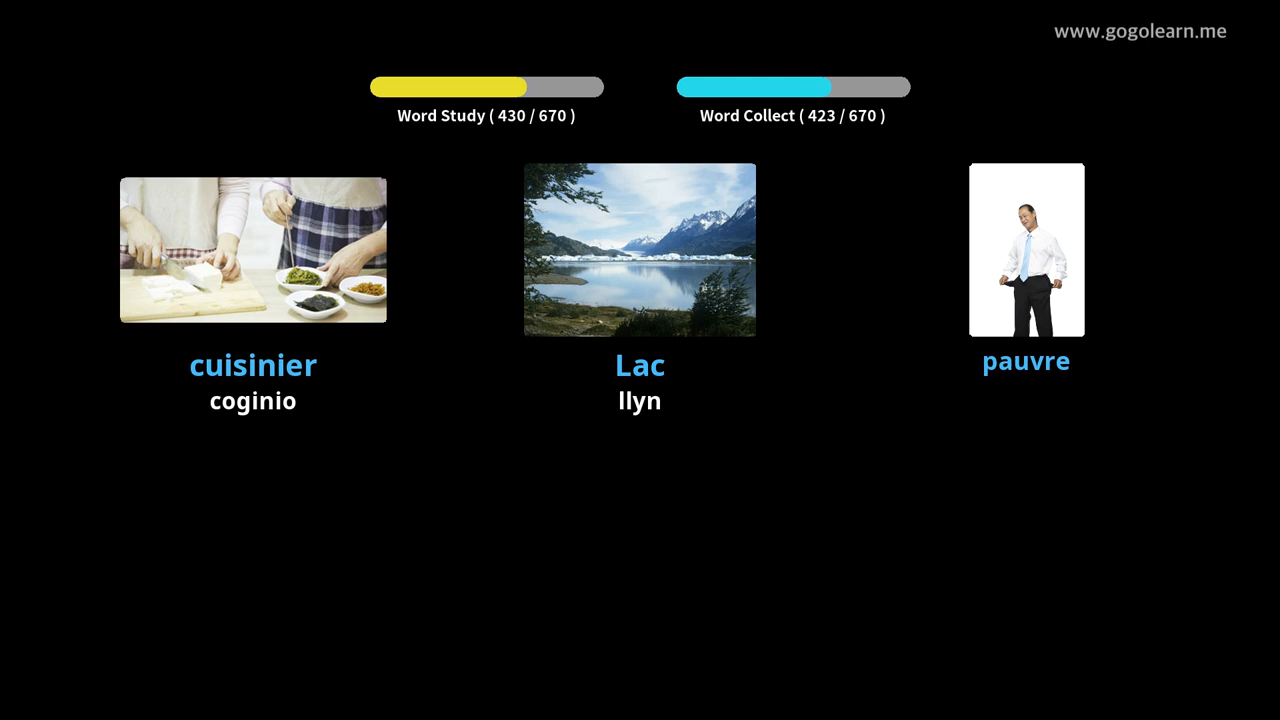 www.gogolearn.me
Word Study ( 430 / 670 )
Word Collect ( 423 / 670 )
cuisinier
coginio
Lac
llyn
pauvre